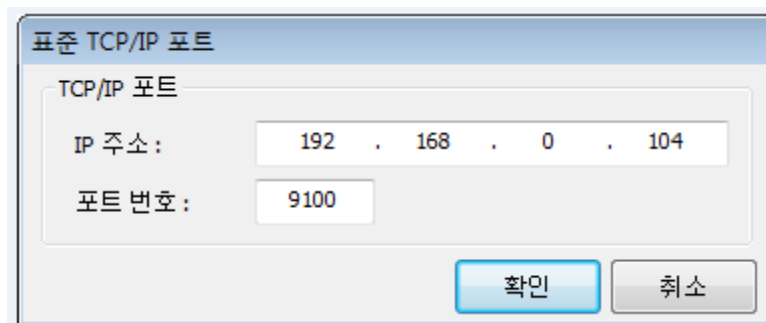 표준 TCP/IP 포트
TCP/IP 포트
IP 주소 : 192 . 168 . 0 . 104
포트 번호 : 9100
확인 취소